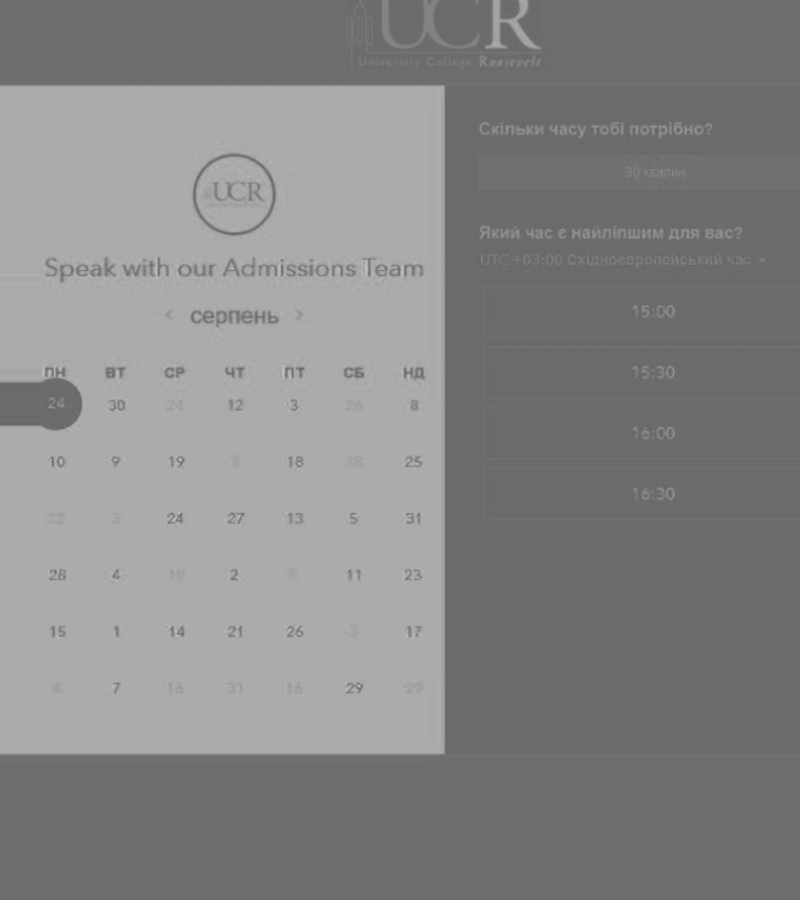 UCR
University College Roosevelt
UCR
Speak with our Admissions Team
< серпень >
ПН ВТ СР ЧТ ПТ СБ НД
24 30 24 12 3 26 8
10 9 19 3 18 18 25
22 3 24 27 13 5 31
28 4 19 2 11 23
15 1 14 21 26 3 17
7 16 31 16 29 29
Скільки часу тобі потрібно?
30 хвилин
Який час є найліпшим для вас?
UTC +03:00 Східноєвропейський час
15:00
15:30
16:00
16:30